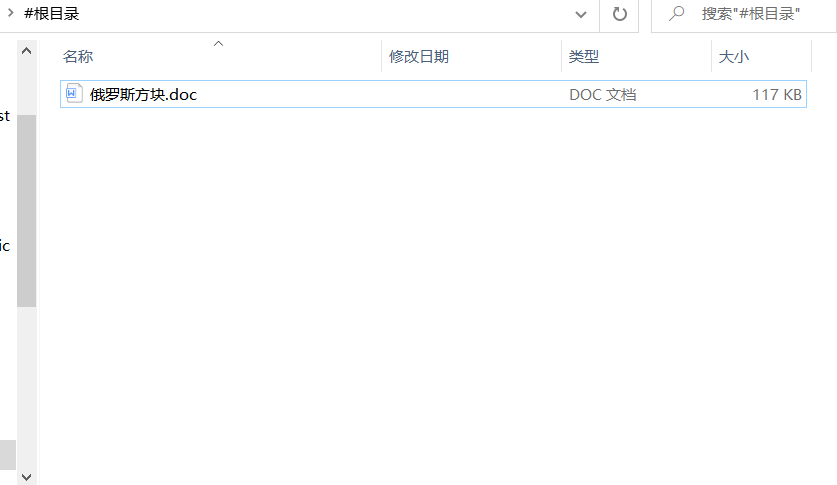 #根目录
搜索"#根目录"
名称
修改日期
类型
大小
st
俄罗斯方块.doc
DOC 文档
117 KB
ic